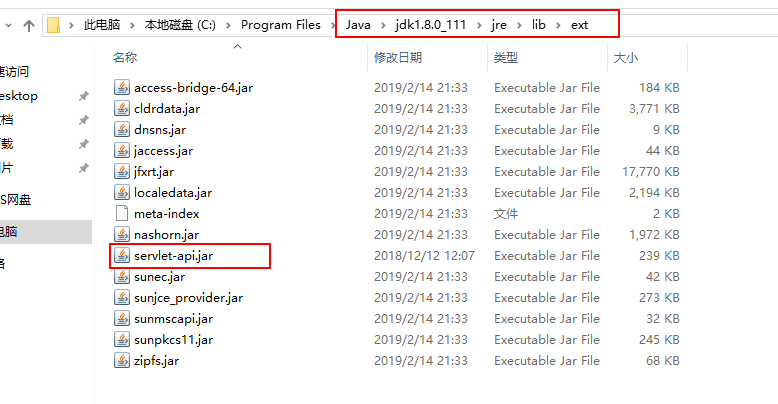 此电脑 › 本地磁盘 (C:) › Program Files › Java › jdk1.8.0_111 › jre › lib › ext
名称 修改日期 类型 大小
速访问
esktop
文档
下载
图片
S网盘
电脑
络
access-bridge-64.jar 2019/2/14 21:33 Executable Jar File 184 KB
cldrdata.jar 2019/2/14 21:33 Executable Jar File 3,771 KB
dnsns.jar 2019/2/14 21:33 Executable Jar File 9 KB
jaccess.jar 2019/2/14 21:33 Executable Jar File 44 KB
jfxrt.jar 2019/2/14 21:33 Executable Jar File 17,770 KB
localedata.jar 2019/2/14 21:33 Executable Jar File 2,194 KB
meta-index 2019/2/14 21:33 文件 2 KB
nashorn.jar 2019/2/14 21:33 Executable Jar File 1,972 KB
servlet-api.jar 2018/12/12 12:07 Executable Jar File 239 KB
sunec.jar 2019/2/14 21:33 Executable Jar File 42 KB
sunjce_provider.jar 2019/2/14 21:33 Executable Jar File 273 KB
sunmscapi.jar 2019/2/14 21:33 Executable Jar File 32 KB
sunpkcs11.jar 2019/2/14 21:33 Executable Jar File 245 KB
zipfs.jar 2019/2/14 21:33 Executable Jar File 68 KB